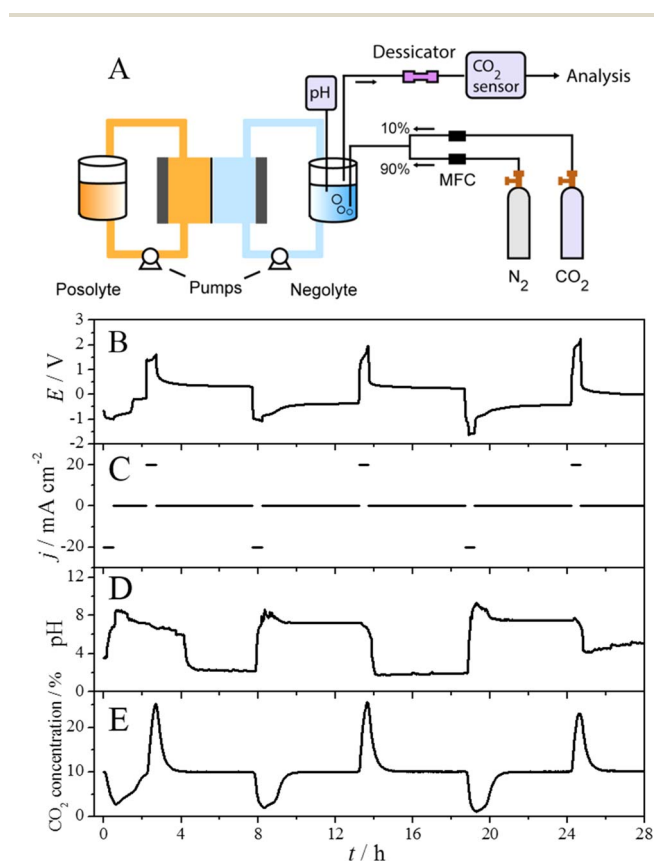 A
Dessicator
CO2 sensor
Analysis
pH
10%
90%
MFC
Posolyte
Pumps
Negolyte
N2
CO2
B
E / V
3
2
1
0
-1
-2
C
j / mA cm-2
20
0
-20
D
pH
12
8
4
0
E
CO2 concentration / %
20
10
0
0 4 8 12 16 20 24 28
t / h